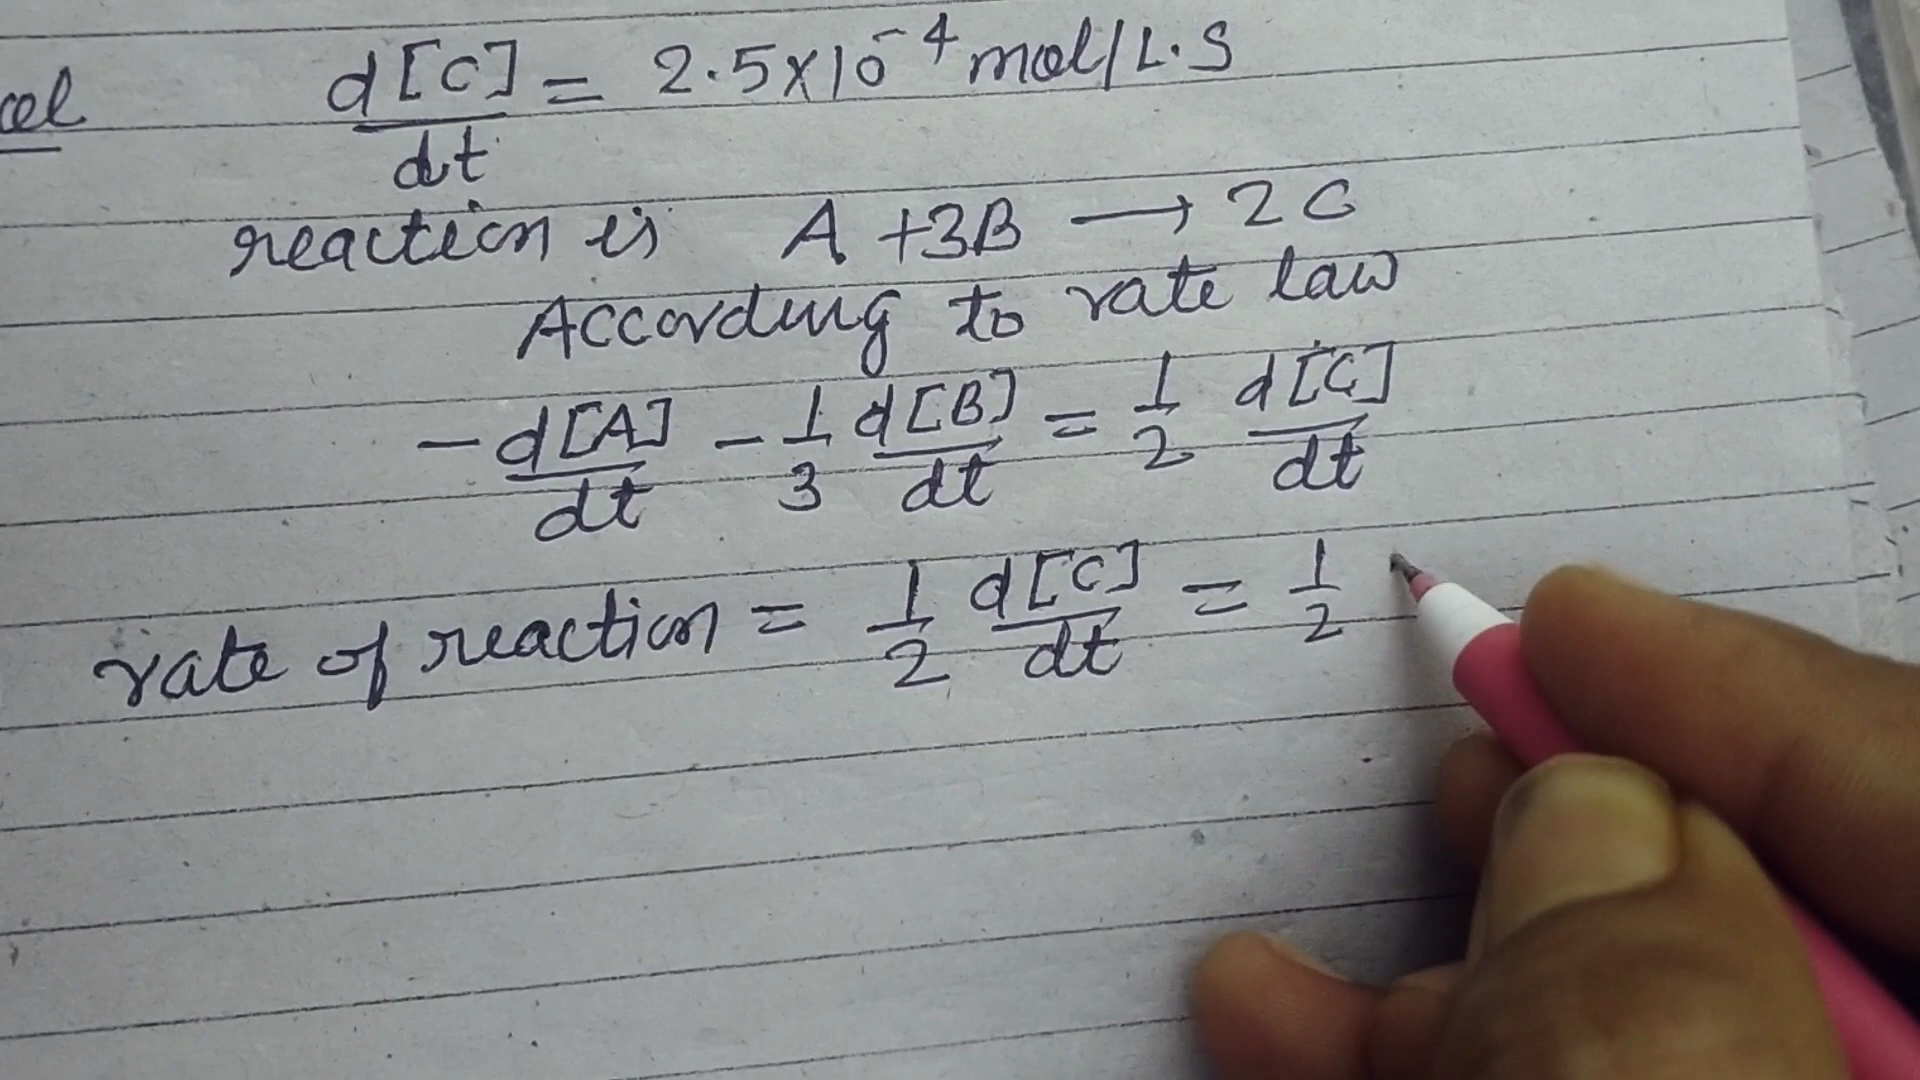 d[C]/dt = 2.5×10⁻⁴ mol/L.S
reaction is A + 3B → 2C
According to rate law
- d[A]/dt - 1/3 d[B]/dt = 1/2 d[C]/dt
rate of reaction = 1/2 d[C]/dt = 1/2